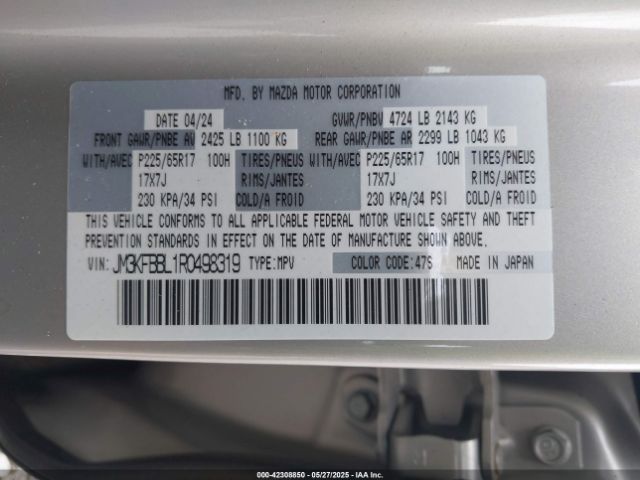 MFD. BY MAZDA MOTOR CORPORATION
DATE 04/24 GVWR/PNBV 4724 LB 2143 KG
FRONT GAWR/PNBE AV 2425 LB 1100 KG REAR GAWR/PNBE AR 2299 LB 1043 KG
WITH/AVEC P225/65R17 100H TIRES/PNEUS WITH/AVEC P225/65R17 100H TIRES/PNEUS
17X7J RIMS/JANTES 17X7J RIMS/JANTES
230 KPA/34 PSI COLD/A FROID 230 KPA/34 PSI COLD/A FROID
THIS VEHICLE CONFORMS TO ALL APPLICABLE FEDERAL MOTOR VEHICLE SAFETY AND THEFT
PREVENTION STANDARDS IN EFFECT ON THE DATE OF MANUFACTURE SHOWN ABOVE.
VIN: JM3KFBBL1R0498319 TYPE:MPV COLOR CODE:47S MADE IN JAPAN
000-42308850 - 05/27/2025 - IAA Inc.